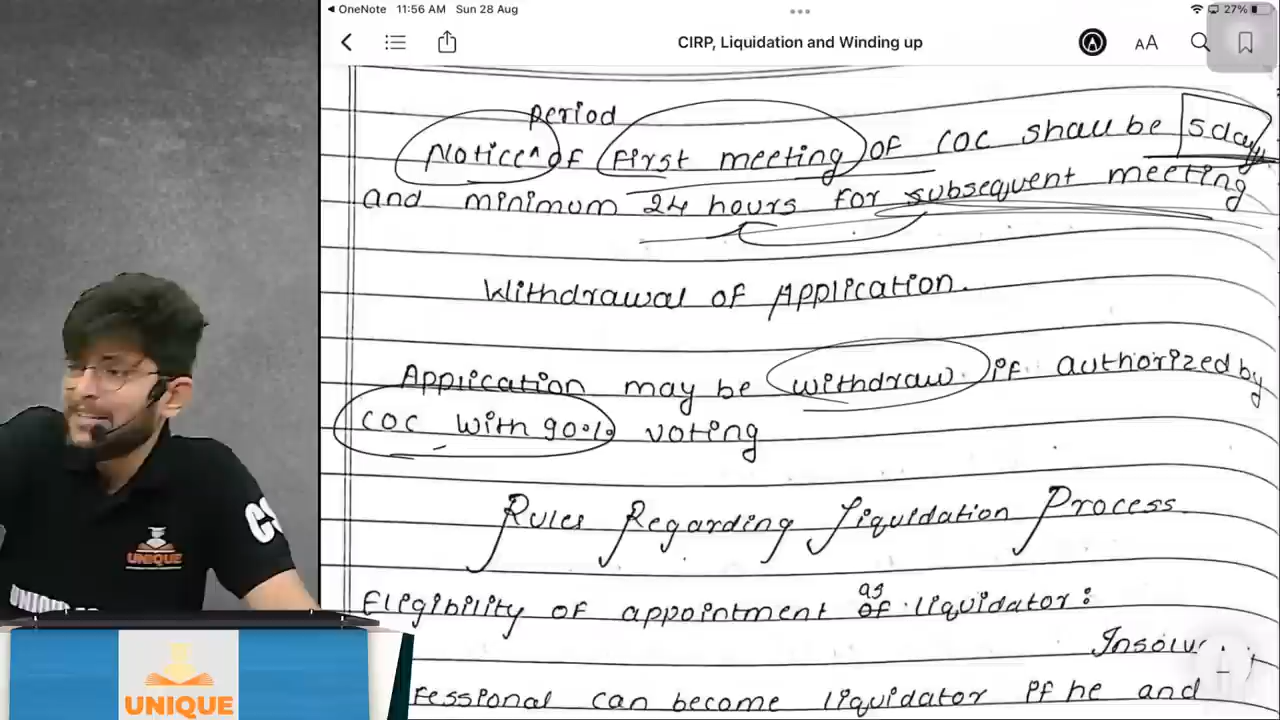 OneNote 11:56 AM Sun 28 Aug 27%
CIRP, Liquidation and Winding up
AA
period
Notice^ of First meeting of COC shall be 5 days
and minimum 24 hours for subsequent meeting
Withdrawal of Application.
Application may be withdraw if authorized by
COC with 90% voting
Rules Regarding Liquidation Process
as
Eligibility of appointment of liquidator:
Insolv
fessional can become liquidator if he and
CS
UNIQUE
UNIQUE